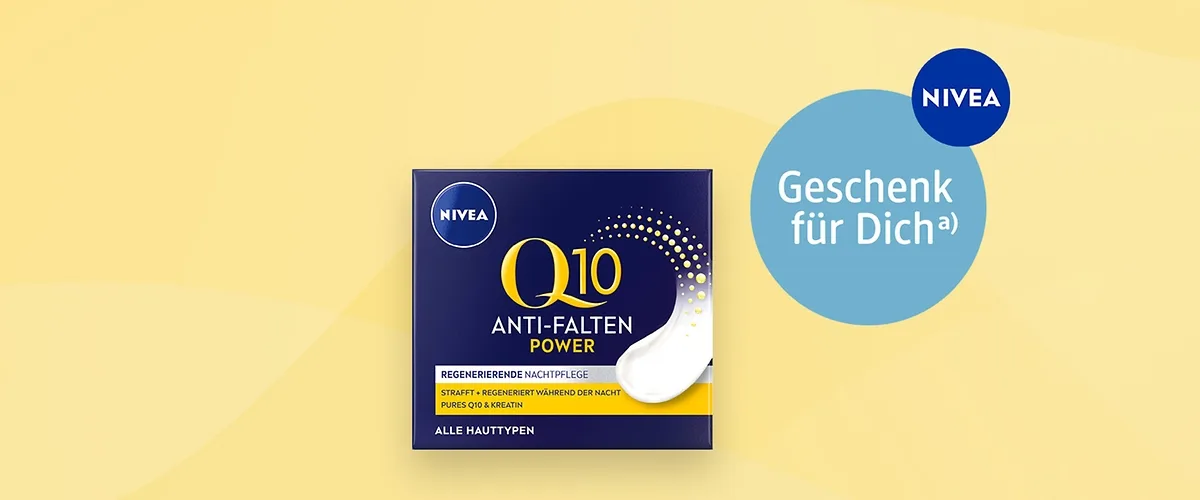 NIVEA
Q10
ANTI-FALTEN
POWER
REGENERIERENDE NACHTPFLEGE
STRAFFT + REGENERIERT WÄHREND DER NACHT
PURES Q10 & KREATIN
ALLE HAUTTYPEN
NIVEA
Geschenk
für Dich a)